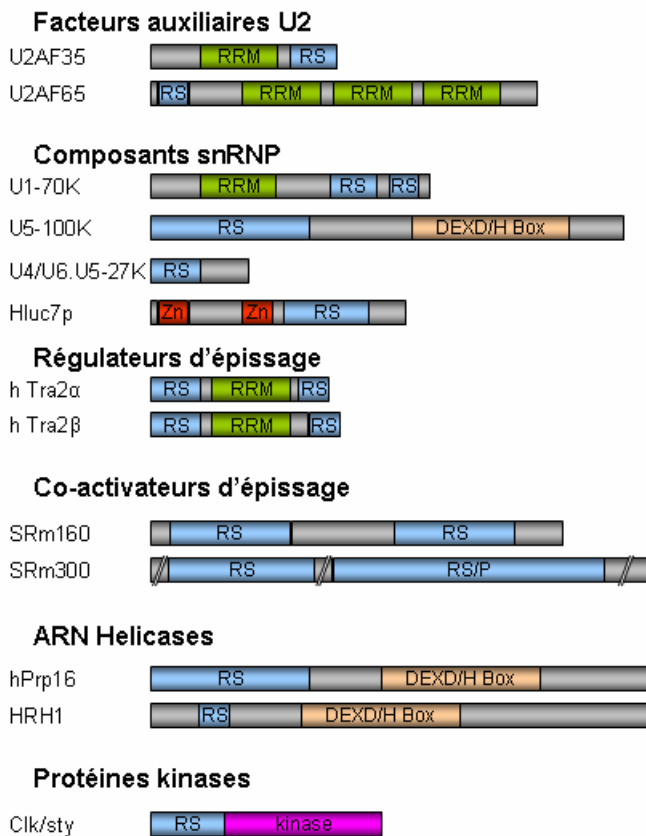 Facteurs auxiliaires U2
U2AF35 RRM RS
U2AF65 RS RRM RRM RRM
Composants snRNP
U1-70K RRM RS RS
U5-100K RS DEXD/H Box
U4/U6.U5-27K RS
Hluc7p Zn Zn RS
Régulateurs d'épissage
h Tra2α RS RRM RS
h Tra2β RS RRM RS
Co-activateurs d'épissage
SRm160 RS RS
SRm300 RS RS/P
ARN Helicases
hPrp16 RS DEXD/H Box
HRH1 RS DEXD/H Box
Protéines kinases
Clk/sty RS kinase